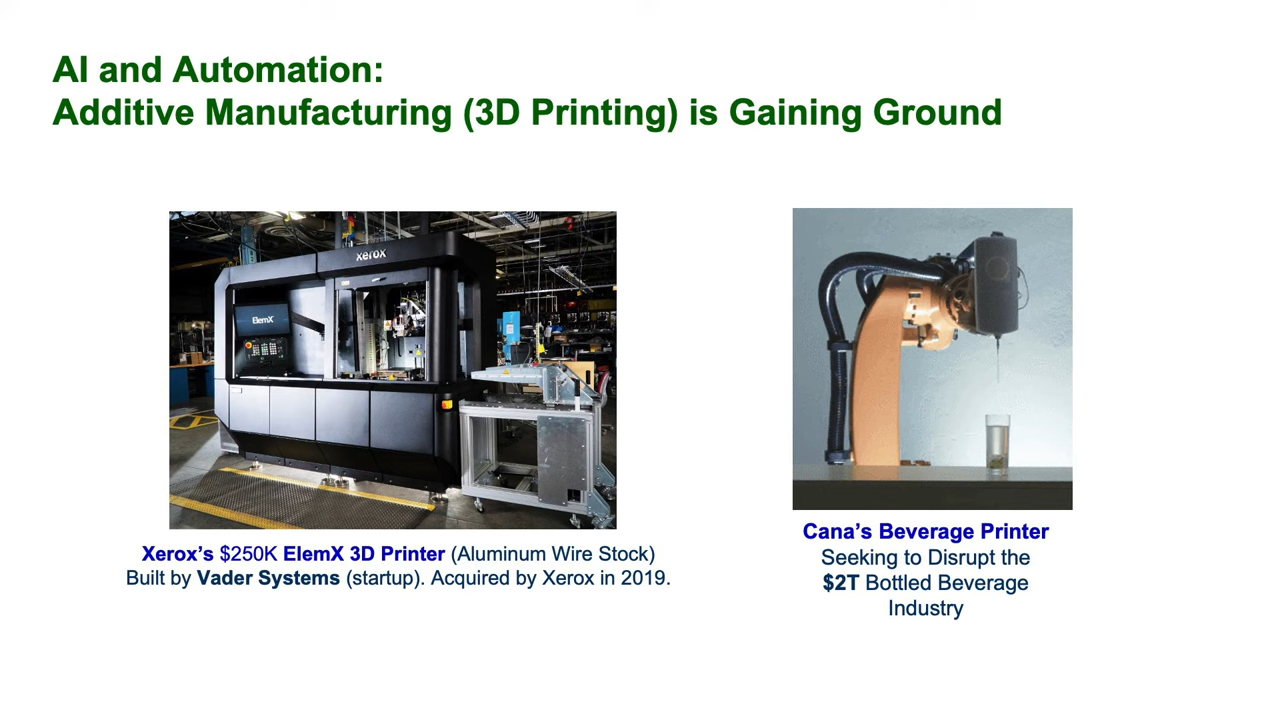 AI and Automation:
Additive Manufacturing (3D Printing) is Gaining Ground
xerox
ElemX
Xerox’s $250K ElemX 3D Printer (Aluminum Wire Stock)
Built by Vader Systems (startup). Acquired by Xerox in 2019.
Cana’s Beverage Printer
Seeking to Disrupt the
$2T Bottled Beverage
Industry